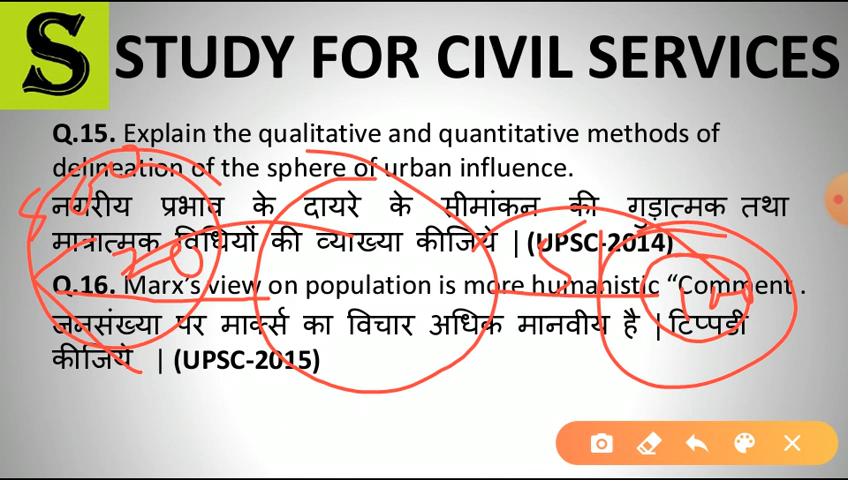 S STUDY FOR CIVIL SERVICES
Q.15. Explain the qualitative and quantitative methods of
delineation of the sphere of urban influence.
नगरीय प्रभाव के दायरे के सीमांकन की गुड़ात्मक तथा
मात्रात्मक विधियों की व्याख्या कीजिये | (UPSC-2014)
Q.16. Marx's view on population is more humanistic “Comment .
जनसंख्या पर मार्क्स का विचार अधिक मानवीय है | टिप्पडी
कीजिये | (UPSC-2015)
20